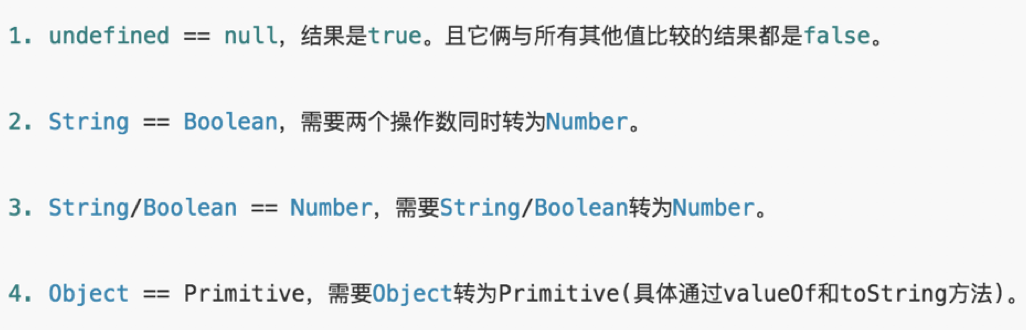 1. undefined == null，结果是true。且它俩与所有其他值比较的结果都是false。
2. String == Boolean，需要两个操作数同时转为Number。
3. String/Boolean == Number，需要String/Boolean转为Number。
4. Object == Primitive，需要Object转为Primitive(具体通过valueOf和toString方法)。